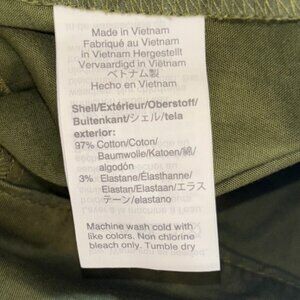 Made in Vietnam
Fabriqué au Vietnam
in Vietnam Hergestellt
Vervaardigd in Vietnam
ベトナム製
Hecho en Vietnam
Shell/Extérieur/Oberstoff/
Buitenkant/シェル/tela
exterior:
97% Cotton/Coton/
Baumwolle/Katoen/綿/
algodón
3% Elastane/Élasthanne/
Elastan/Elastaan/エラス
テーン/elastano
Machine wash cold with
like colors. Non chlorine
bleach only. Tumble dry